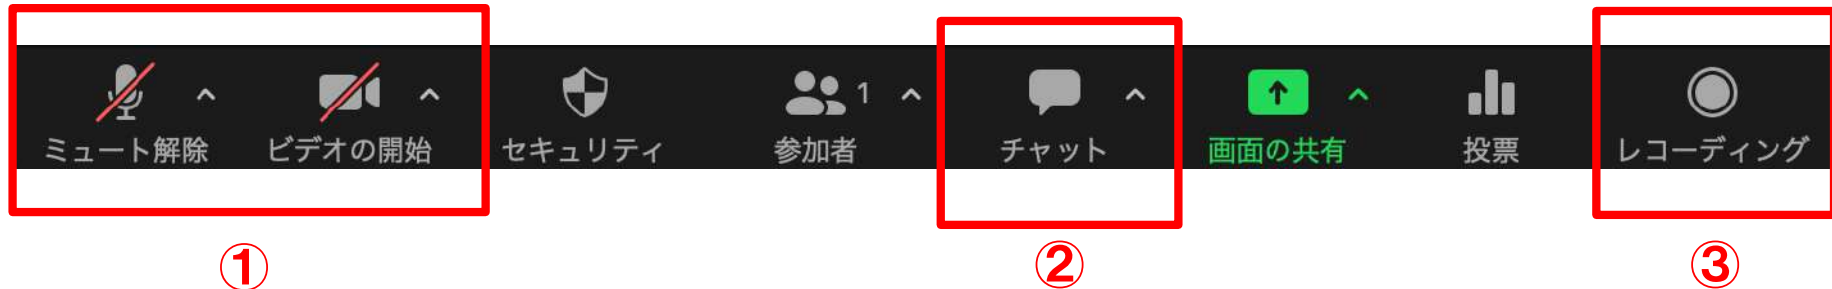 1
ミュート解除 ビデオの開始 セキュリティ 参加者 チャット 画面の共有 投票 レコーディング
① ② ③